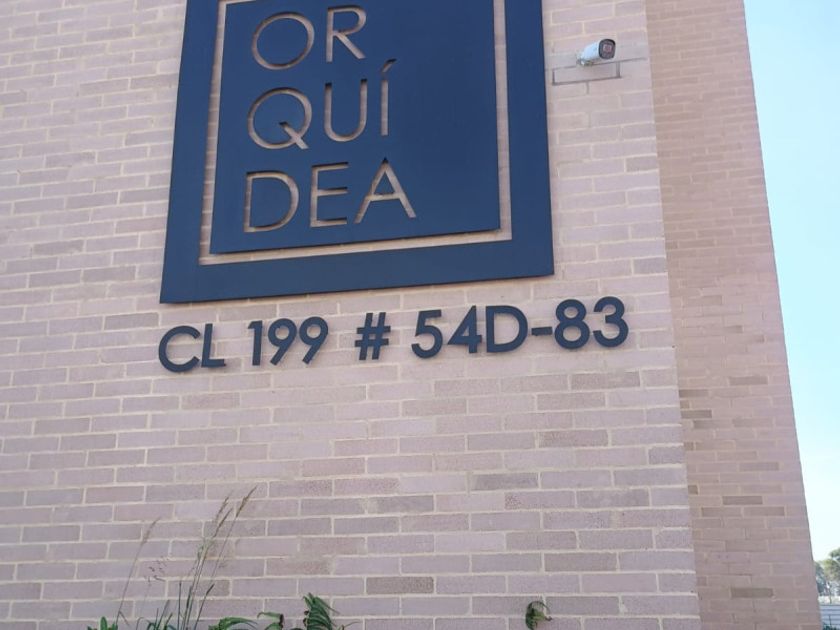 OR
QUÍ
DEA
CL 199 # 54D-83